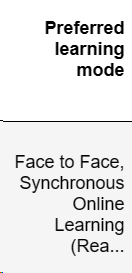 Preferred
learning
mode
Face to Face,
Synchronous
Online
Learning
(Rea...